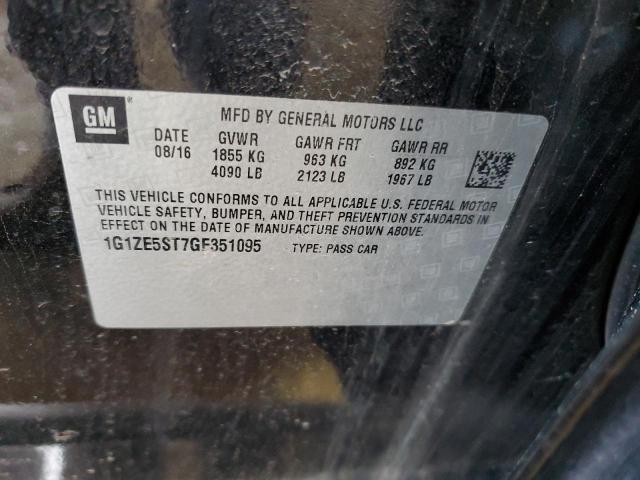 GM
MFD BY GENERAL MOTORS LLC
DATE GVWR GAWR FRT GAWR RR
08/16 1855 KG 963 KG 892 KG
4090 LB 2123 LB 1967 LB
THIS VEHICLE CONFORMS TO ALL APPLICABLE U.S. FEDERAL MOTOR
VEHICLE SAFETY, BUMPER, AND THEFT PREVENTION STANDARDS IN
EFFECT ON THE DATE OF MANUFACTURE SHOWN ABOVE.
1G1ZE5ST7GF351095 TYPE: PASS CAR